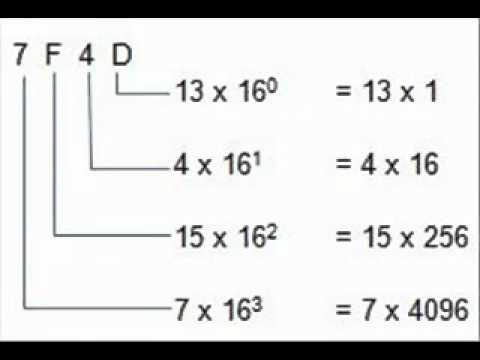 7 F 4 D
13 x 16⁰ = 13 x 1
4 x 16¹ = 4 x 16
15 x 16² = 15 x 256
7 x 16³ = 7 x 4096